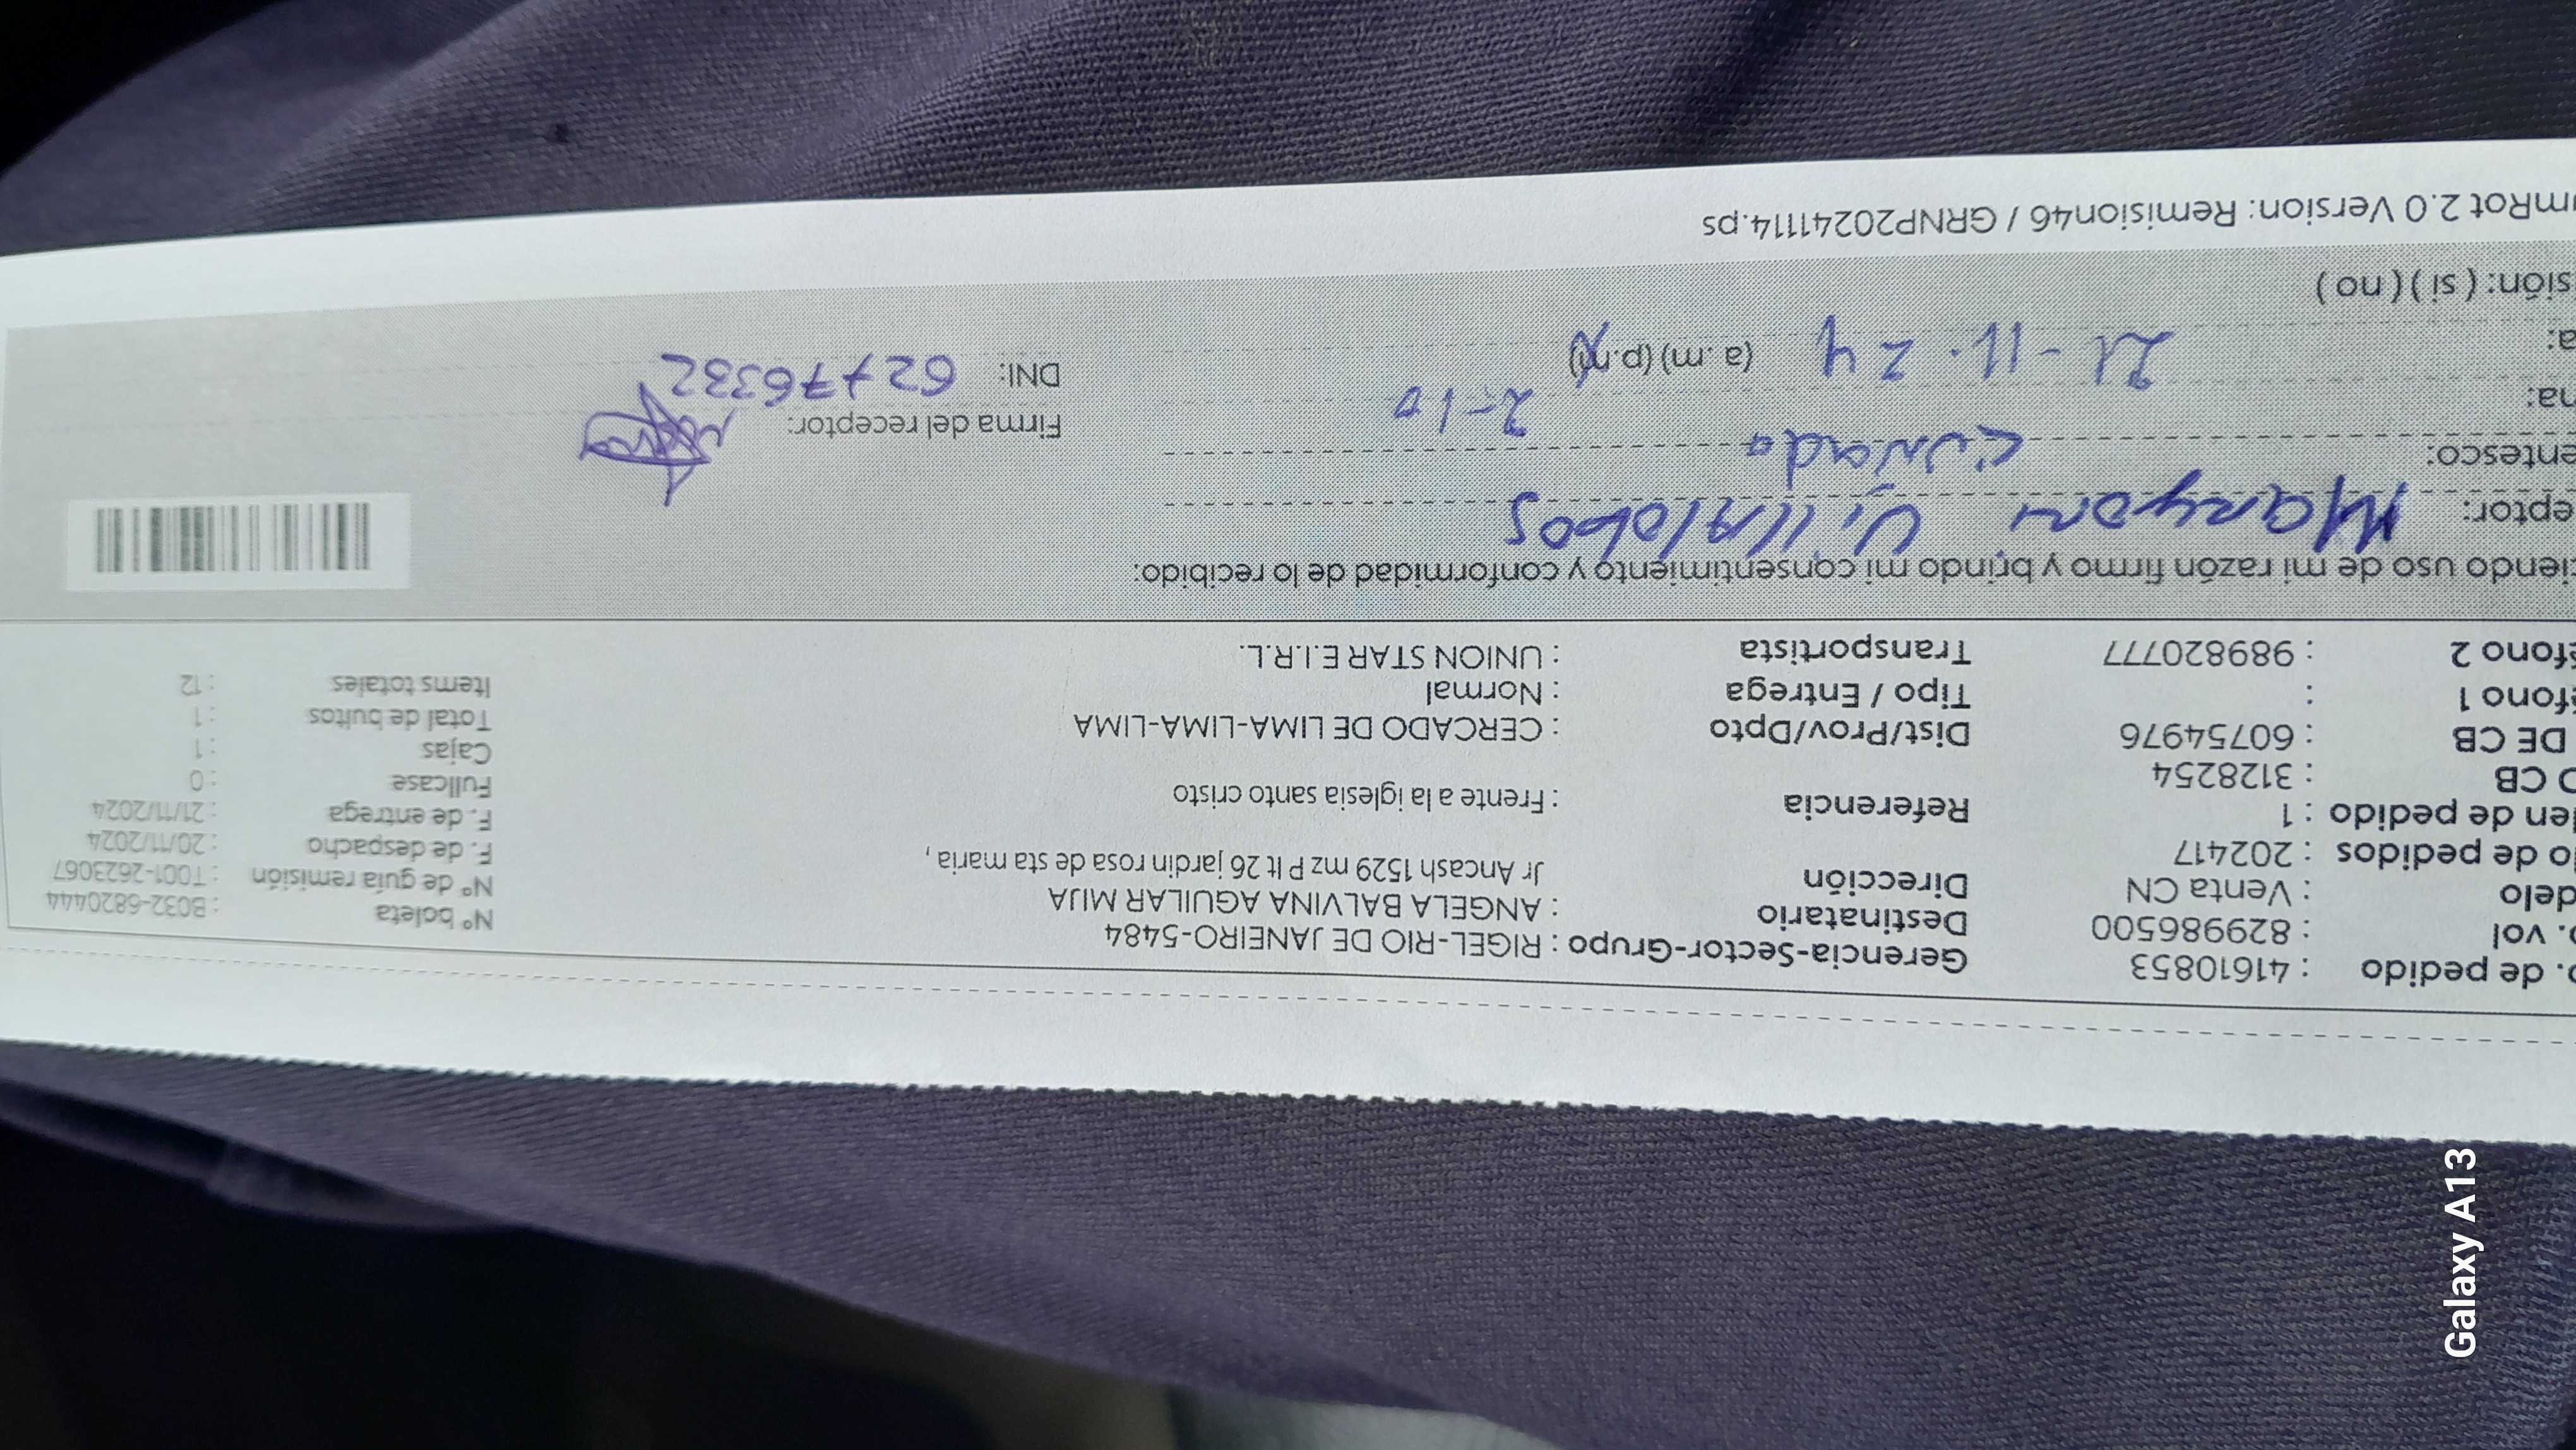 o. de pedido : 41610853 Gerencia-Sector-Grupo : RIGEL-RIO DE JANEIRO-5484
o. vol : 829986500 Destinatario : ANGELA BALVINA AGUILAR MIJA
delo : Venta CN Dirección Jr Ancash 1529 mz P lt 26 jardin rosa de sta maria ,
o de pedidos : 202417
en de pedido : 1 Referencia : Frente a la iglesia santo cristo
O CB : 3128254
DE CB : 60754976 Dist/Prov/Dpto : CERCADO DE LIMA-LIMA-LIMA
éfono 1 : Tipo / Entrega : Normal
éfono 2 : 989820777 Transportista : UNION STAR E.I.R.L.
Nº boleta : B032-6820444
Nº de guía remisión : T001-2623067
F. de despacho : 20/11/2024
F. de entrega : 21/11/2024
Fullcase : 0
Cajas : 1
Total de bultos : 1
Items totales : 12
ciendo uso de mi razón firmo y brindo mi consentimiento y conformidad de lo recibido:
eptor: Maryori Villalobos
entesco: cuñada
na: 21-11-24
a: (a.m) (p.m) 2-10
Firma del receptor:
DNI: 62776332
sión: ( si ) ( no )
mRot 2.0 Version: Remision46 / GRNP20241114.ps
Galaxy A13